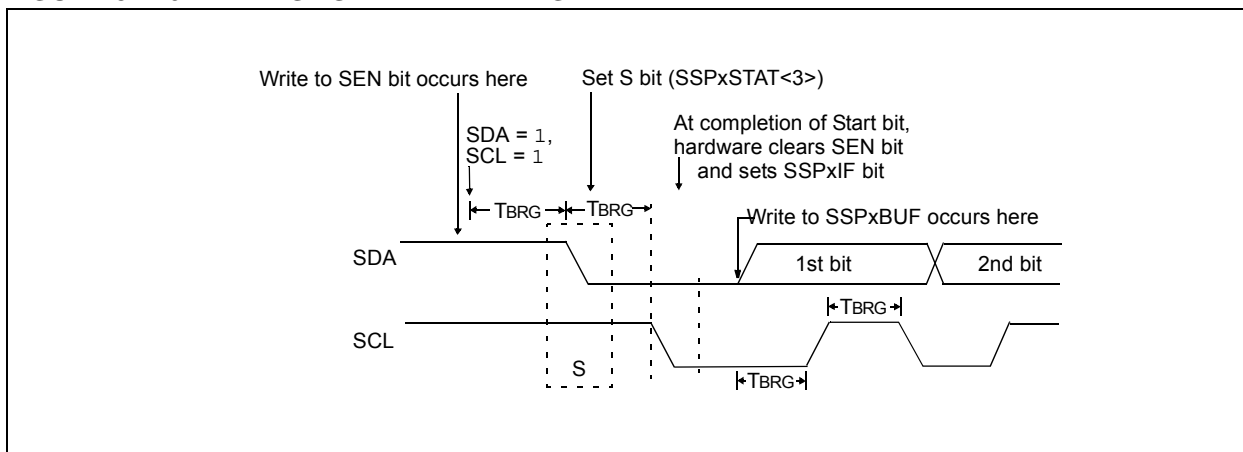 Write to SEN bit occurs here
Set S bit (SSPxSTAT<3>)
SDA = 1,
SCL = 1
At completion of Start bit,
hardware clears SEN bit
and sets SSPxIF bit
TBRG
TBRG
Write to SSPxBUF occurs here
SDA
1st bit
2nd bit
TBRG
SCL
S
TBRG